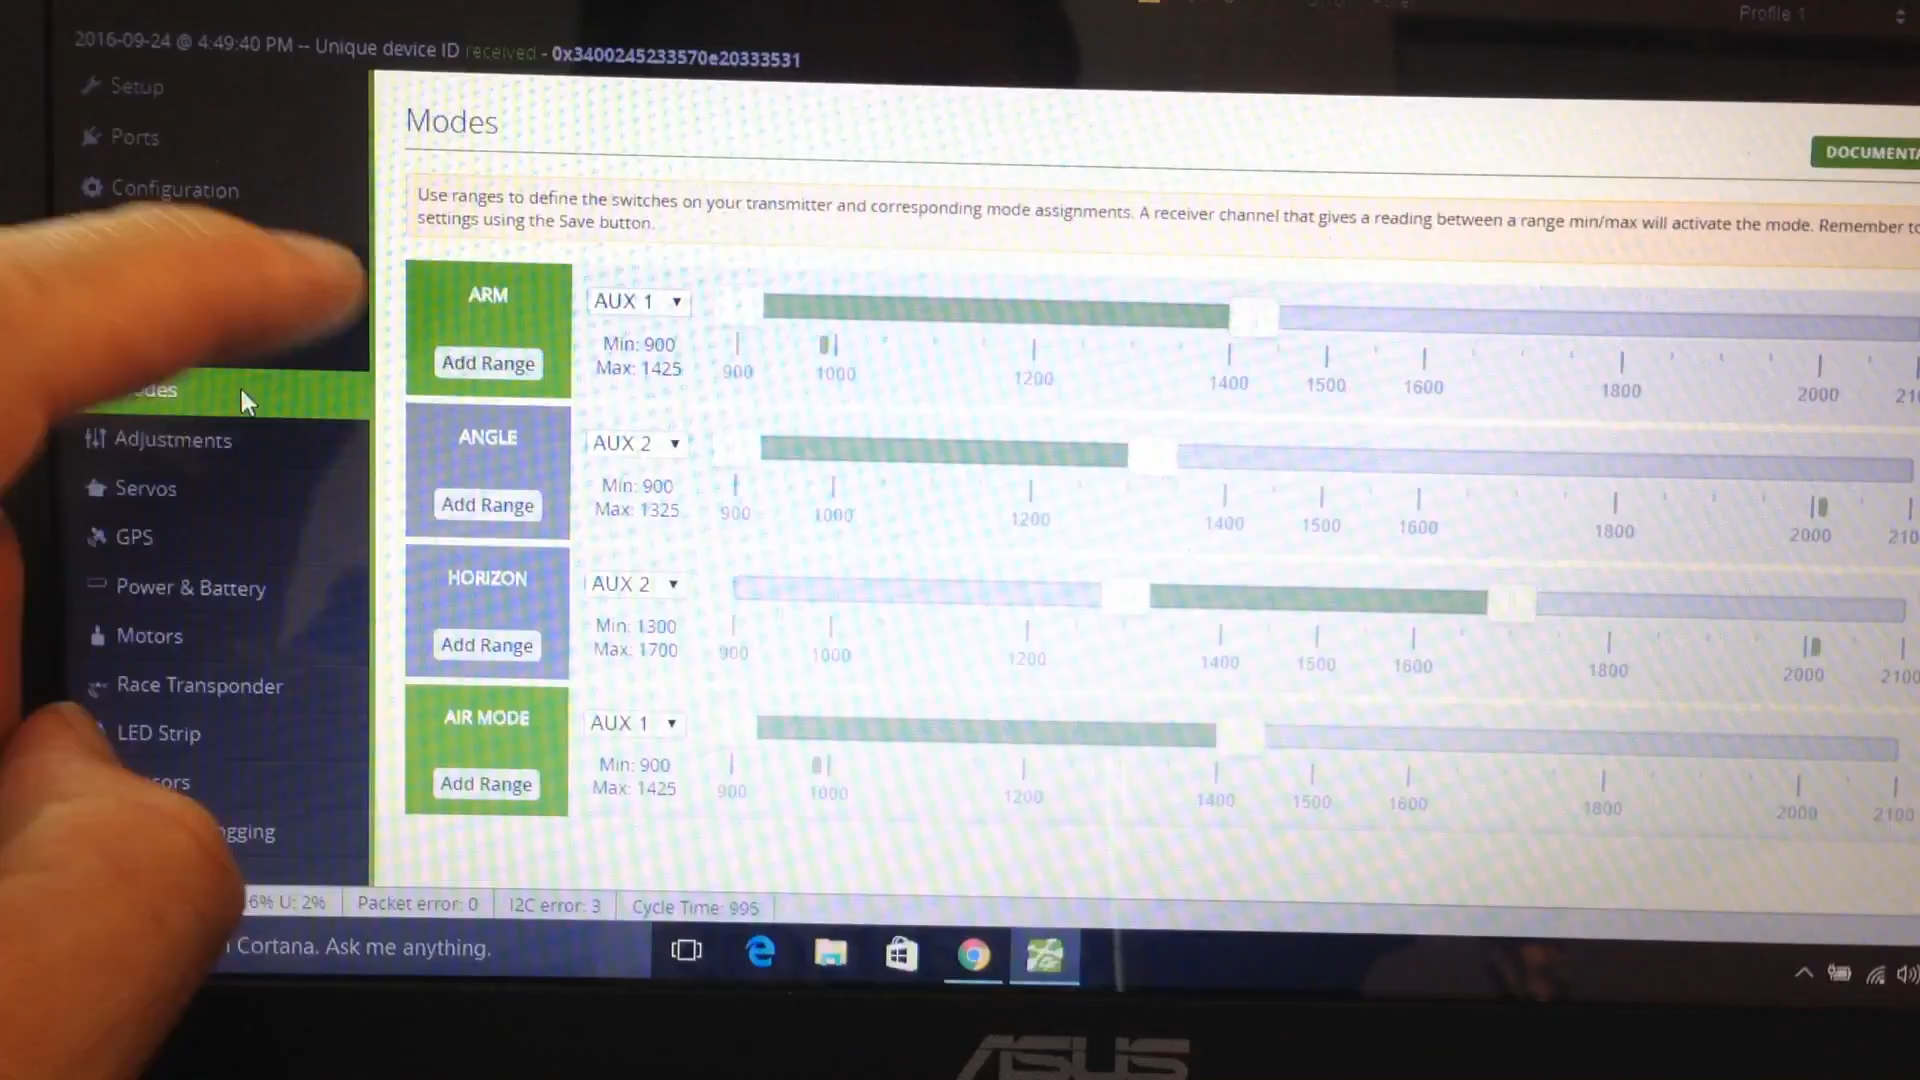 Profile 1
2016-09-24 @ 4:49:40 PM -- Unique device ID received - 0x3400245233570e20333531
Setup
Ports
Configuration
odes
Adjustments
Servos
GPS
Power & Battery
Motors
Race Transponder
LED Strip
sors
gging
Modes
DOCUMENTA
Use ranges to define the switches on your transmitter and corresponding mode assignments. A receiver channel that gives a reading between a range min/max will activate the mode. Remember to
settings using the Save button.
ARM
Add Range
AUX 1
Min: 900
Max: 1425
900 1000 1200 1400 1500 1600 1800 2000 210
ANGLE
Add Range
AUX 2
Min: 900
Max: 1325
900 1000 1200 1400 1500 1600 1800 2000 210
HORIZON
Add Range
AUX 2
Min: 1300
Max: 1700
900 1000 1200 1400 1500 1600 1800 2000 2100
AIR MODE
Add Range
AUX 1
Min: 900
Max: 1425
900 1000 1200 1400 1500 1600 1800 2000 2100
6% U: 2% Packet error: 0 I2C error: 3 Cycle Time: 995
Cortana. Ask me anything.
ASUS